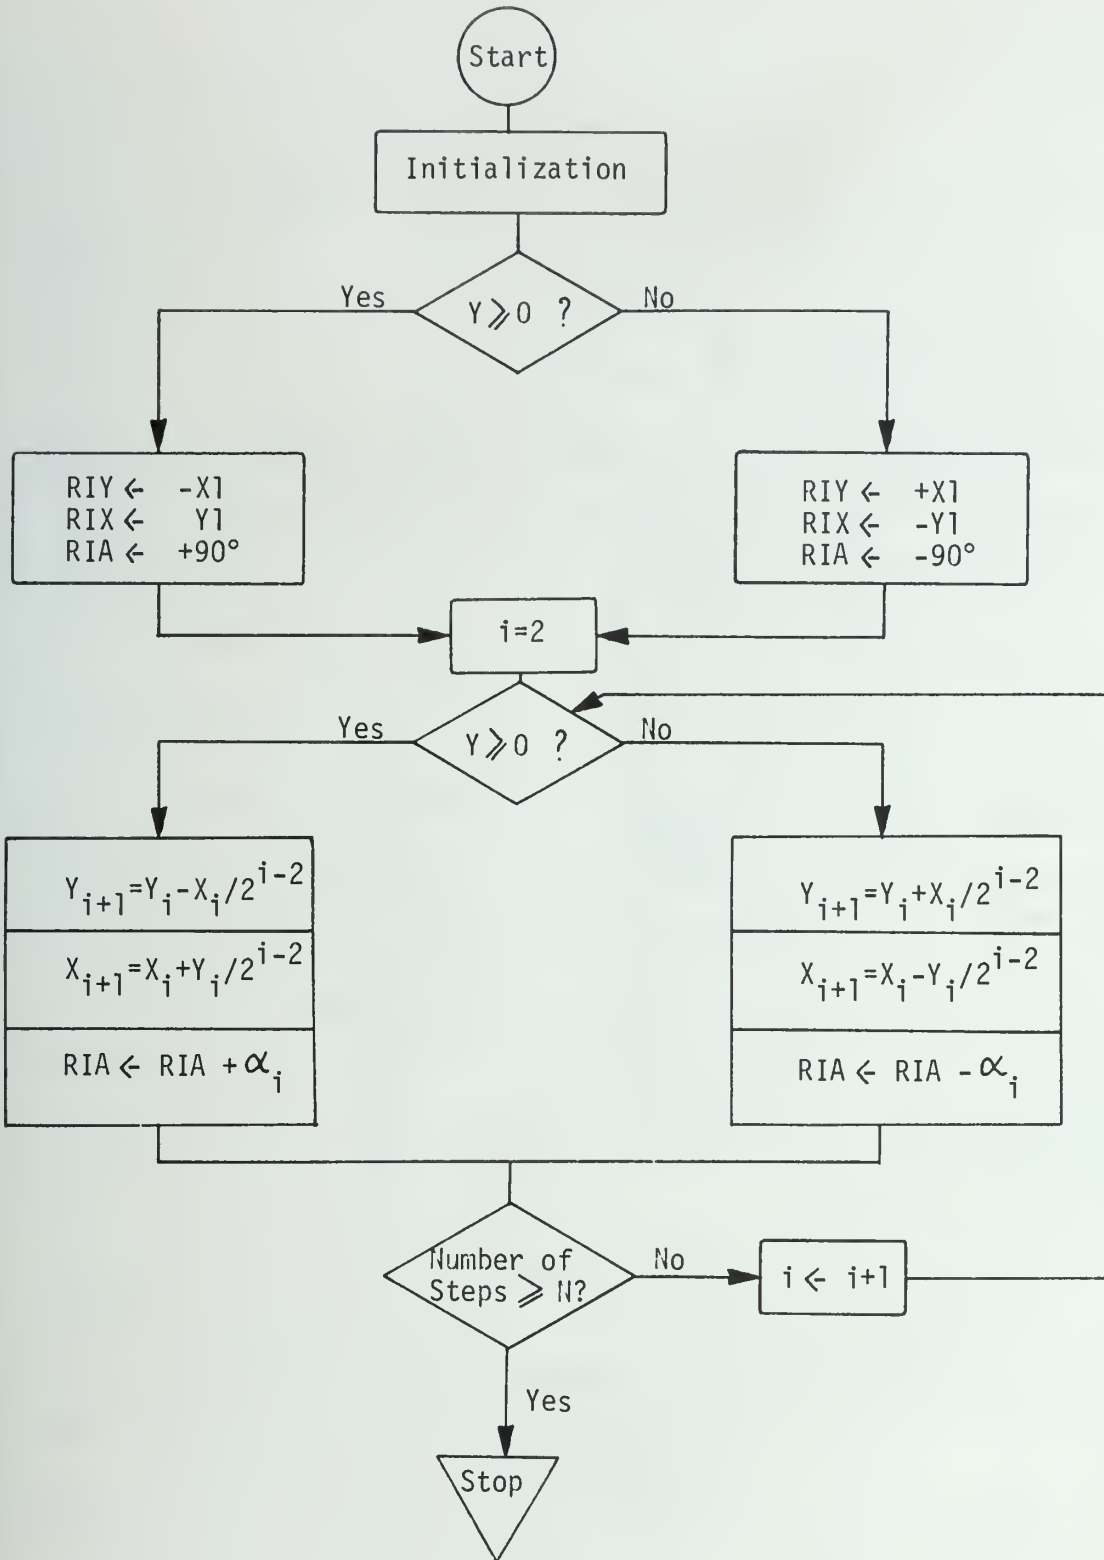 Start
Initialization
Y ⩾ 0 ?
Yes
No
RIY ← -X1
RIX ← Y1
RIA ← +90°
RIY ← +X1
RIX ← -Y1
RIA ← -90°
i=2
Y ⩾ 0 ?
Yes
No
Y_{i+1}=Y_i-X_i/2^{i-2}
X_{i+1}=X_i+Y_i/2^{i-2}
RIA ← RIA + α_i
Y_{i+1}=Y_i+X_i/2^{i-2}
X_{i+1}=X_i-Y_i/2^{i-2}
RIA ← RIA - α_i
Number of
Steps ⩾ N?
No
i ← i+1
Yes
Stop